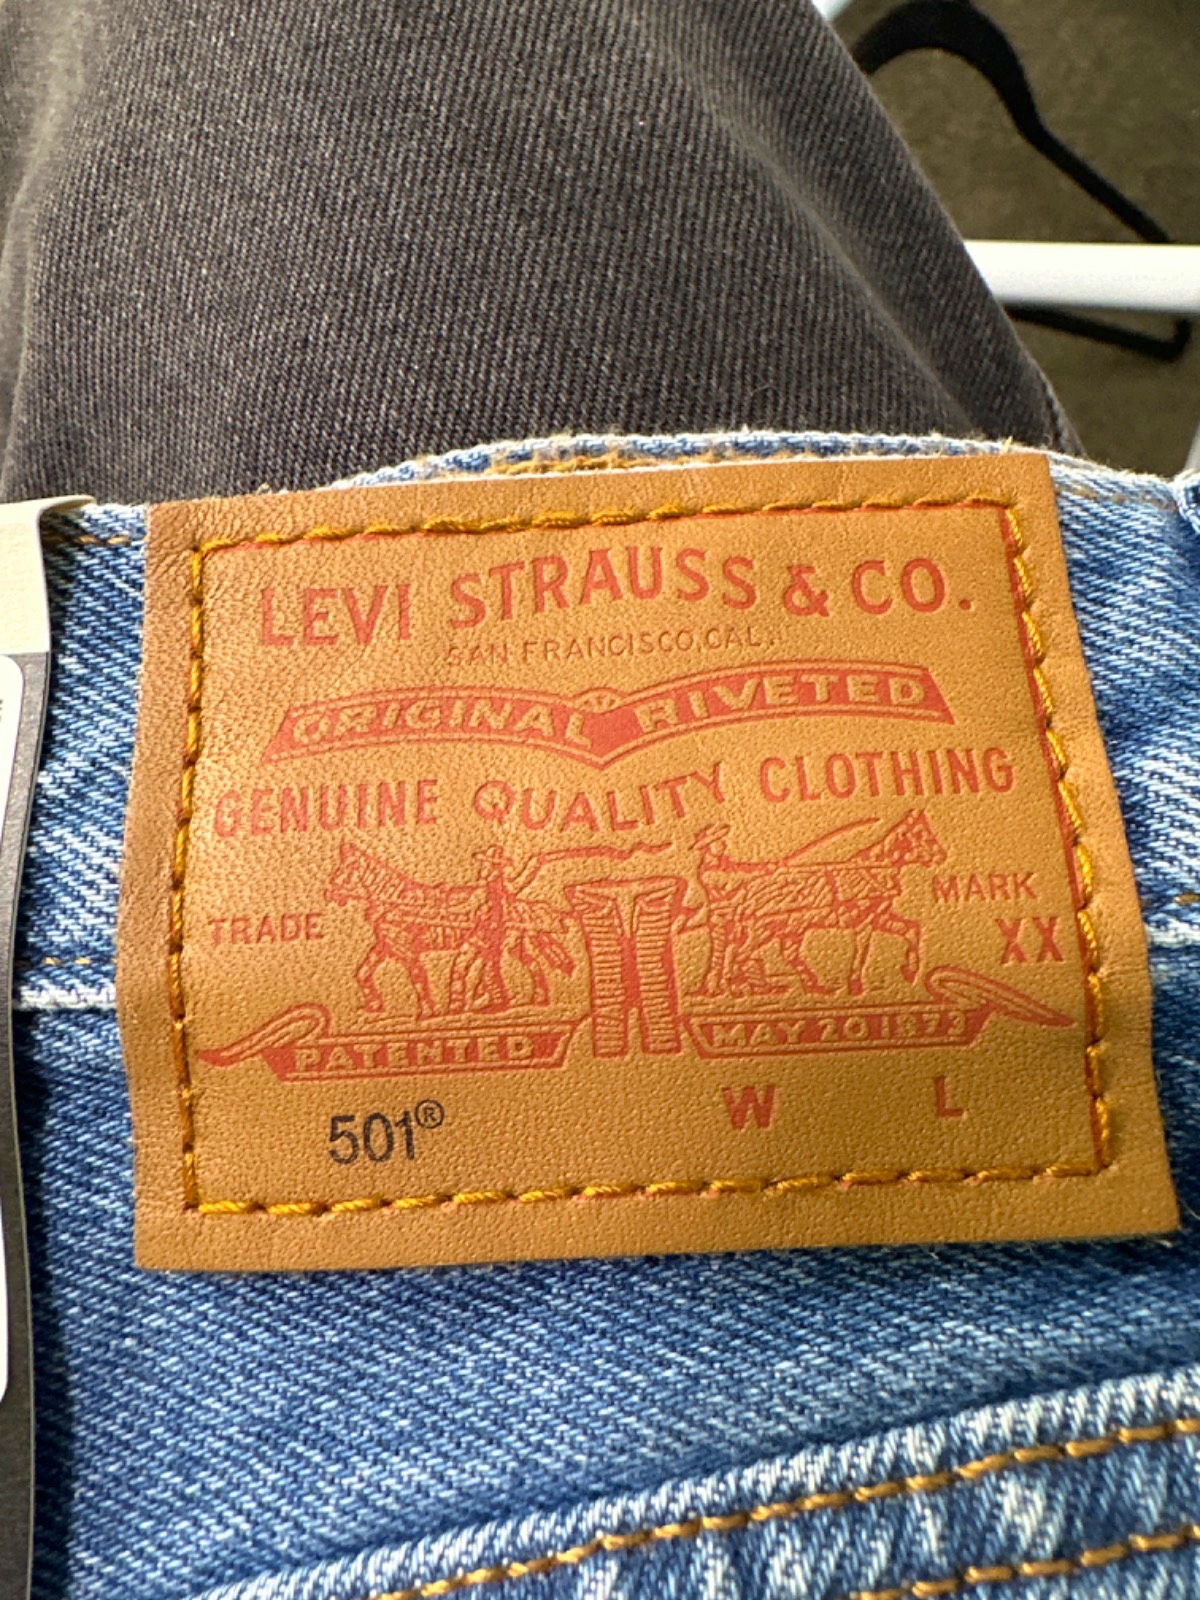 LEVI STRAUSS & CO.
SAN FRANCISCO, CAL.
ORIGINAL RIVETED
GENUINE QUALITY CLOTHING
TRADE MARK
XX
PATENTED MAY 20 1873
W L
501®